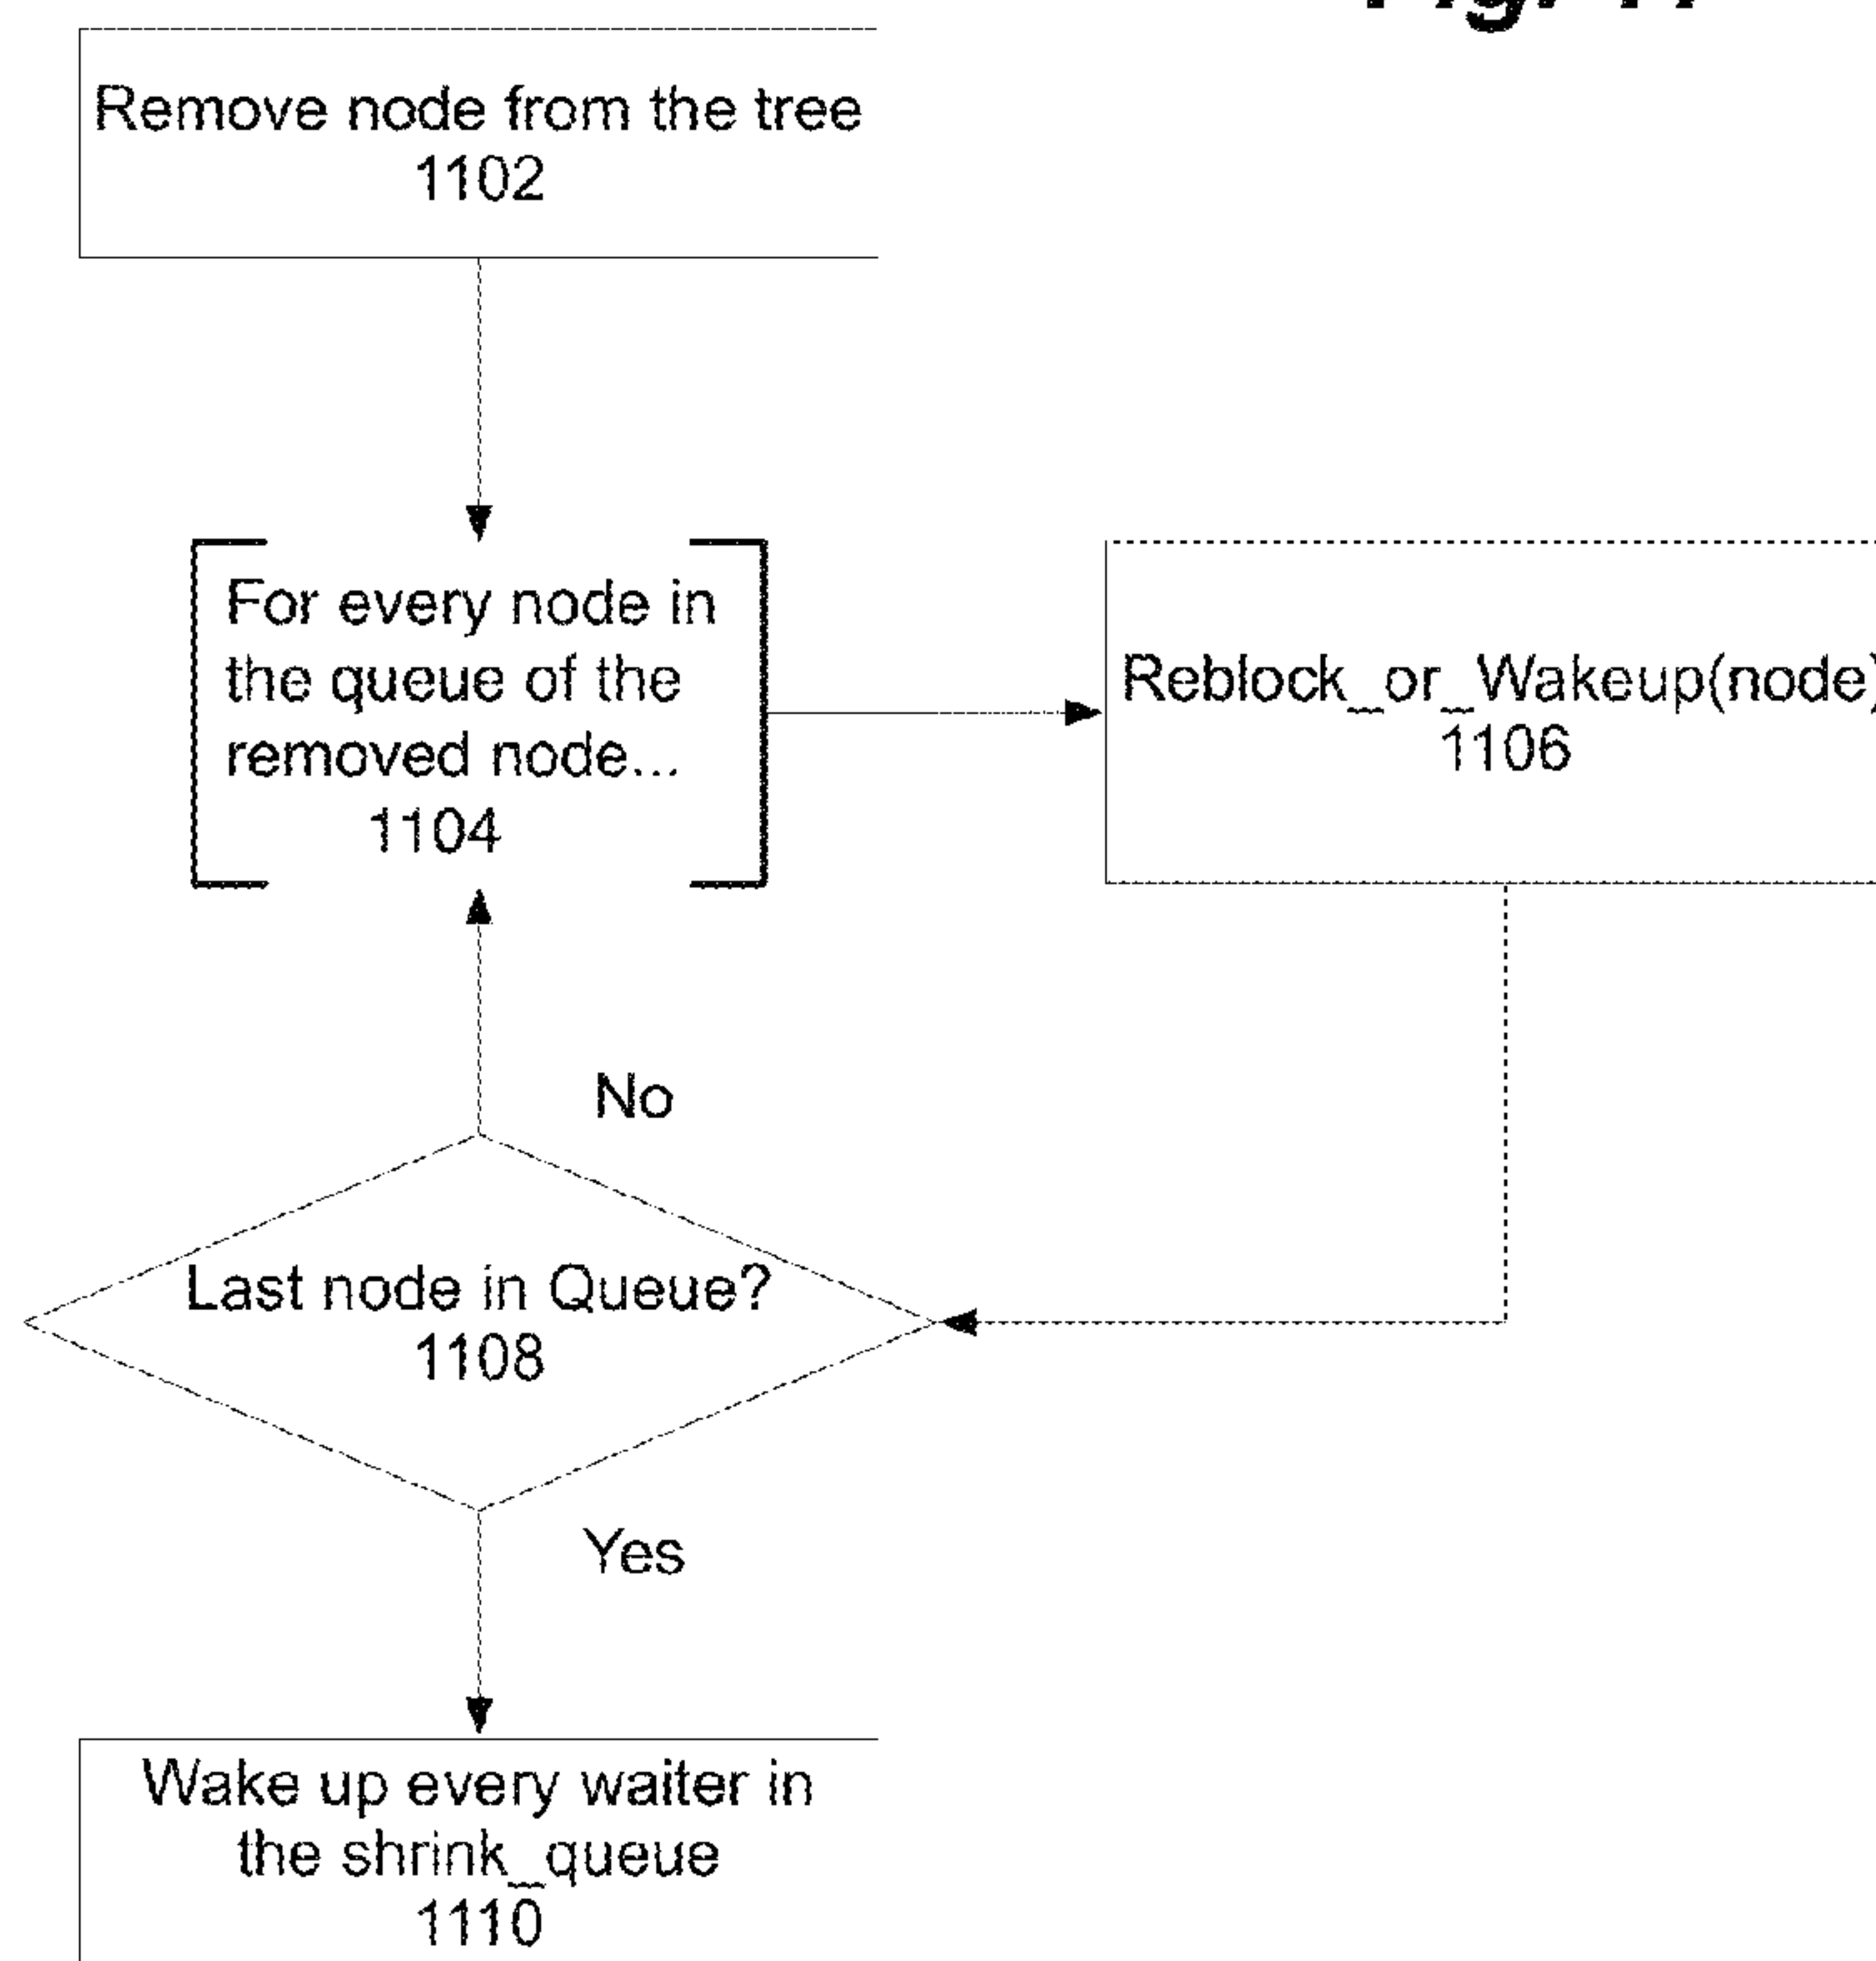 Remove node from the tree
1102
For every node in
the queue of the
removed node...
1104
Reblock_or_Wakeup(node)
1106
No
Last node in Queue?
1108
Yes
Wake up every waiter in
the shrink_queue
1110